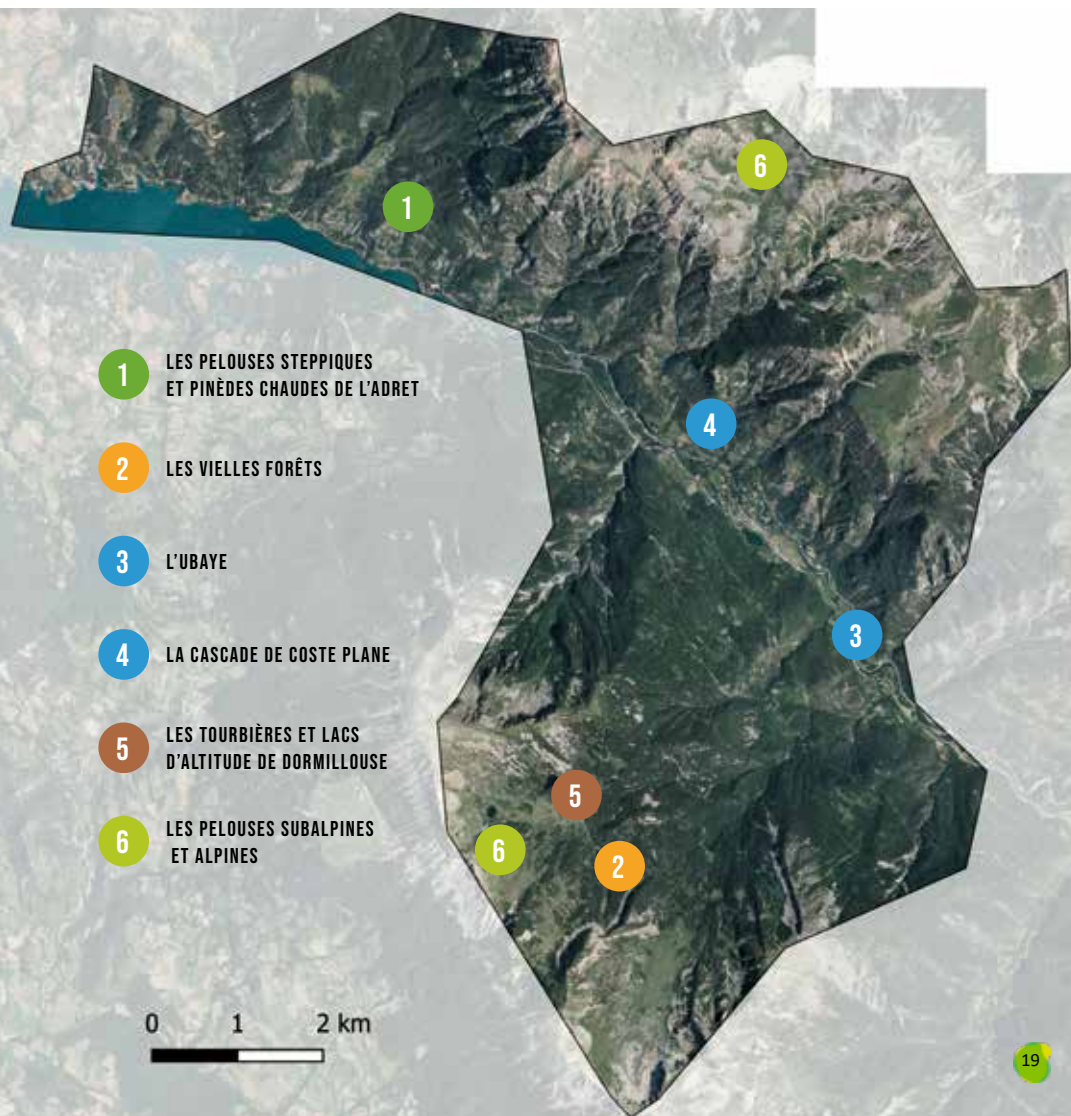 6
1
1 LES PELOUSES STEPPIQUES
ET PINÈDES CHAUDES DE L'ADRET
4
2 LES VIELLES FORÊTS
3 L'UBAYE
3
4 LA CASCADE DE COSTE PLANE
5 LES TOURBIÈRES ET LACS
D'ALTITUDE DE DORMILLOUSE
5
6 LES PELOUSES SUBALPINES
ET ALPINES
6
2
0 1 2 km
19